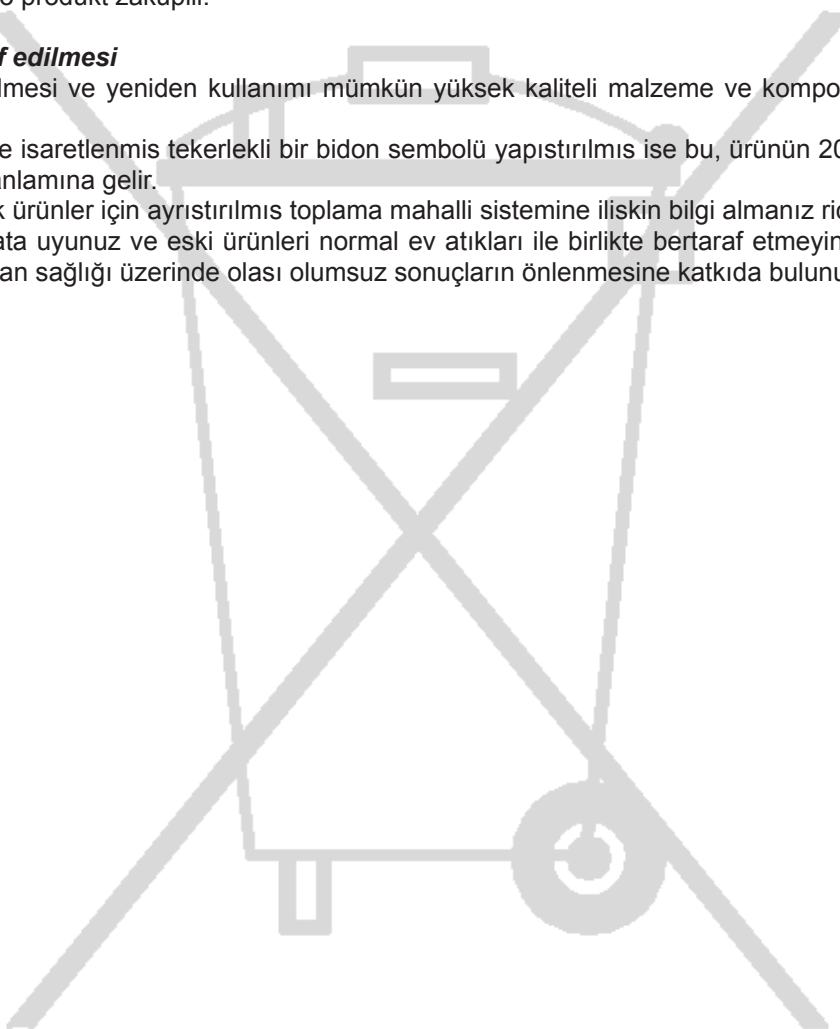 produkt zakupił.
f edilmesi
lmesi ve yeniden kullanımı mümkün yüksek kaliteli malzeme ve kompo
e isaretlenmis tekerlekli bir bidon sembolü yapıstırılmıs ise bu, ürünün 20
anlamına gelir.
k ürünler için ayrıstırılmıs toplama mahalli sistemine iliskin bilgi almanız ric
ata uyunuz ve eski ürünleri normal ev atıkları ile birlikte bertaraf etmeyin
an sağlığı üzerinde olası olumsuz sonuçların önlenmesine katkıda bulunu